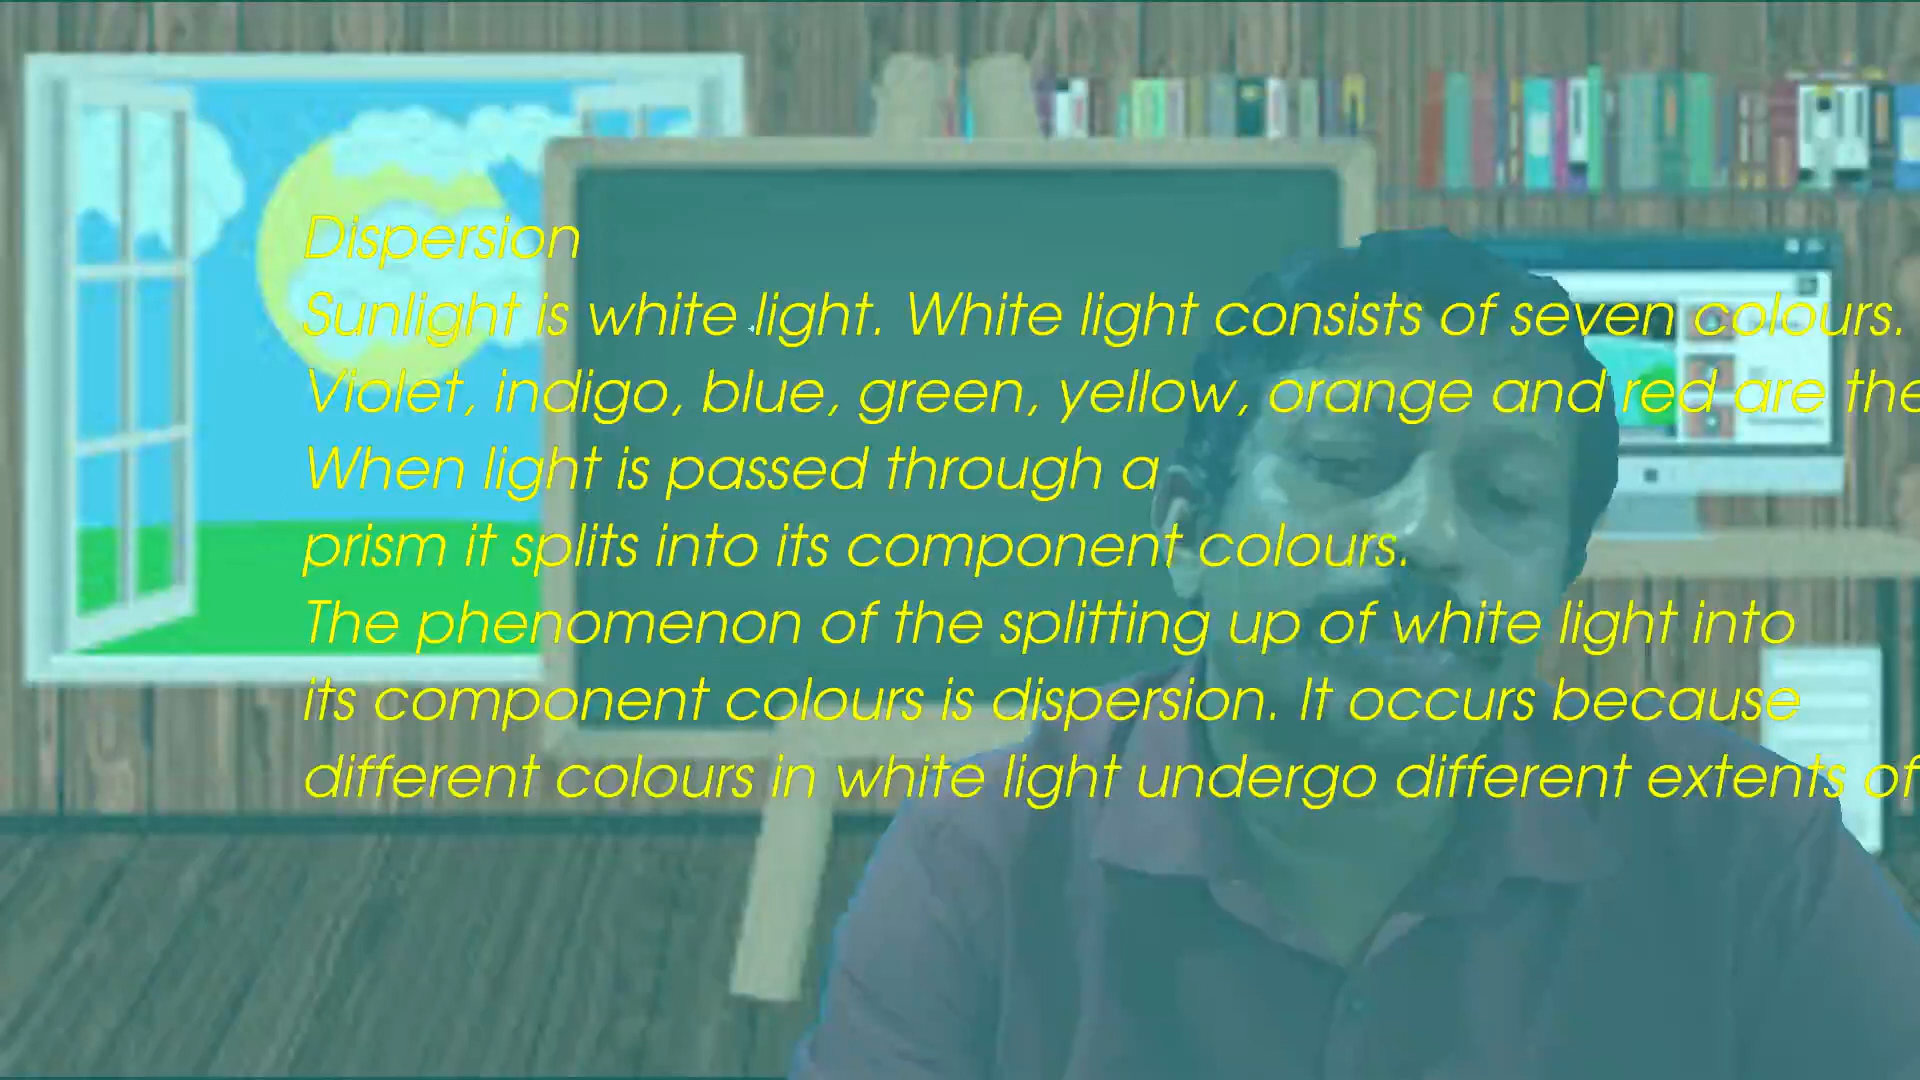 Dispersion
Sunlight is white light. White light consists of seven colours.
Violet, indigo, blue, green, yellow, orange and red are the
When light is passed through a
prism it splits into its component colours.
The phenomenon of the splitting up of white light into
its component colours is dispersion. It occurs because
different colours in white light undergo different extents of